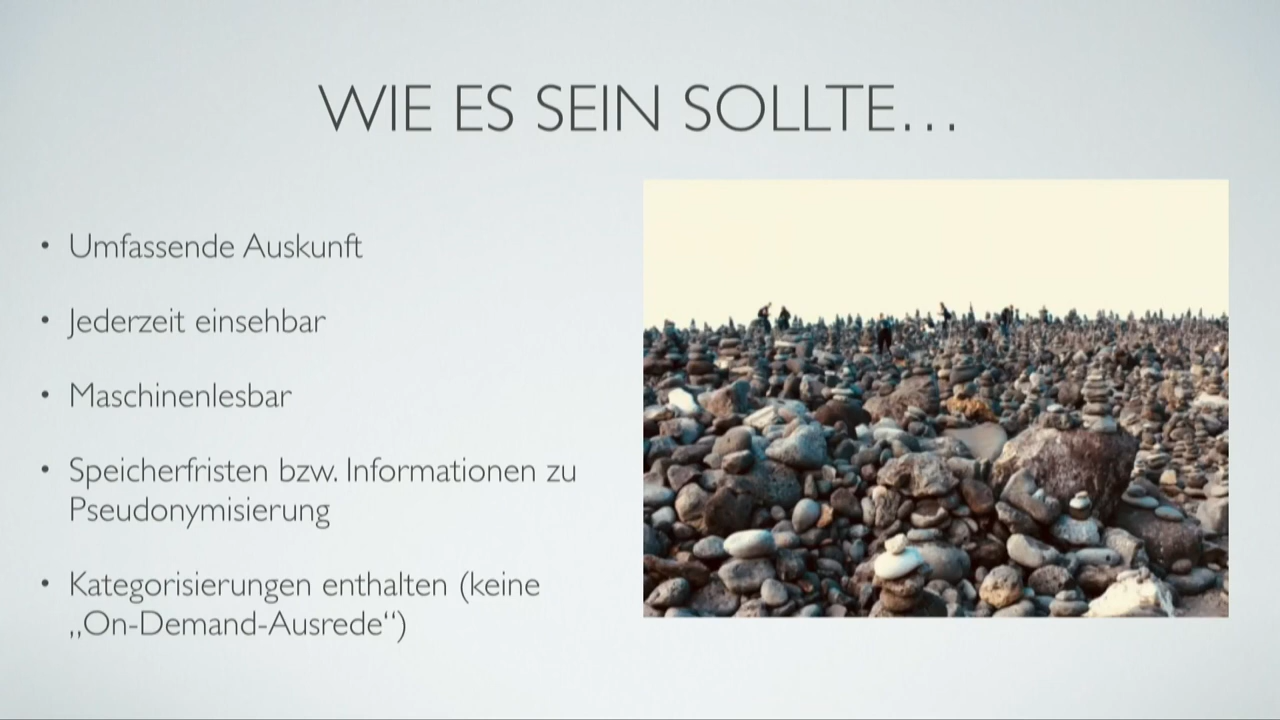 WIE ES SEIN SOLLTE…
• Umfassende Auskunft
• Jederzeit einsehbar
• Maschinenlesbar
• Speicherfristen bzw. Informationen zu
Pseudonymisierung
• Kategorisierungen enthalten (keine
„On-Demand-Ausrede“)